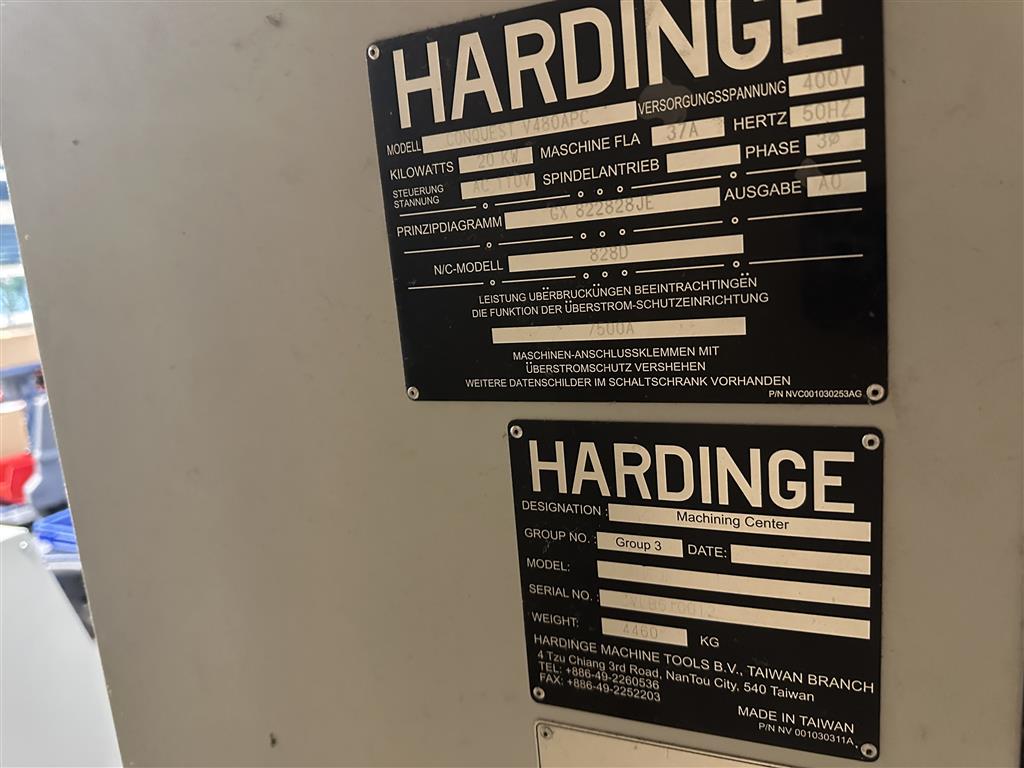 HARDINGE
MODELL CONQUEST V480APC VERSORGUNGSSPANNUNG 400V
KILOWATTS 20 KW MASCHINE FLA 37A HERTZ 50HZ
STEUERUNG STANNUNG AC 110V SPINDELANTRIEB PHASE 3Ø
PRINZIPDIAGRAMM GX 822828JE AUSGABE A0
N/C-MODELL 828D
LEISTUNG UBËRBRUCKÜNGEN BEEINTRACHTINGËN
DIE FUNKTION DER ÜBERSTROM-SCHUTZEINRICHTUNG
7500A
MASCHINEN-ANSCHLUSSKLEMMEN MIT
ÜBERSTROMSCHUTZ VERSHEHEN
WEITERE DATENSCHILDER IM SCHALTSCHRANK VORHANDEN
P/N NVC001030253AG
HARDINGE
DESIGNATION : Machining Center
GROUP NO. : Group 3 DATE:
MODEL:
SERIAL NO. :
WEIGHT: 4460 KG
HARDINGE MACHINE TOOLS B.V., TAIWAN BRANCH
4 Tzu Chiang 3rd Road, NanTou City, 540 Taiwan
TEL: +886-49-2260536
FAX: +886-49-2252203
MADE IN TAIWAN
P/N NV 001030311A